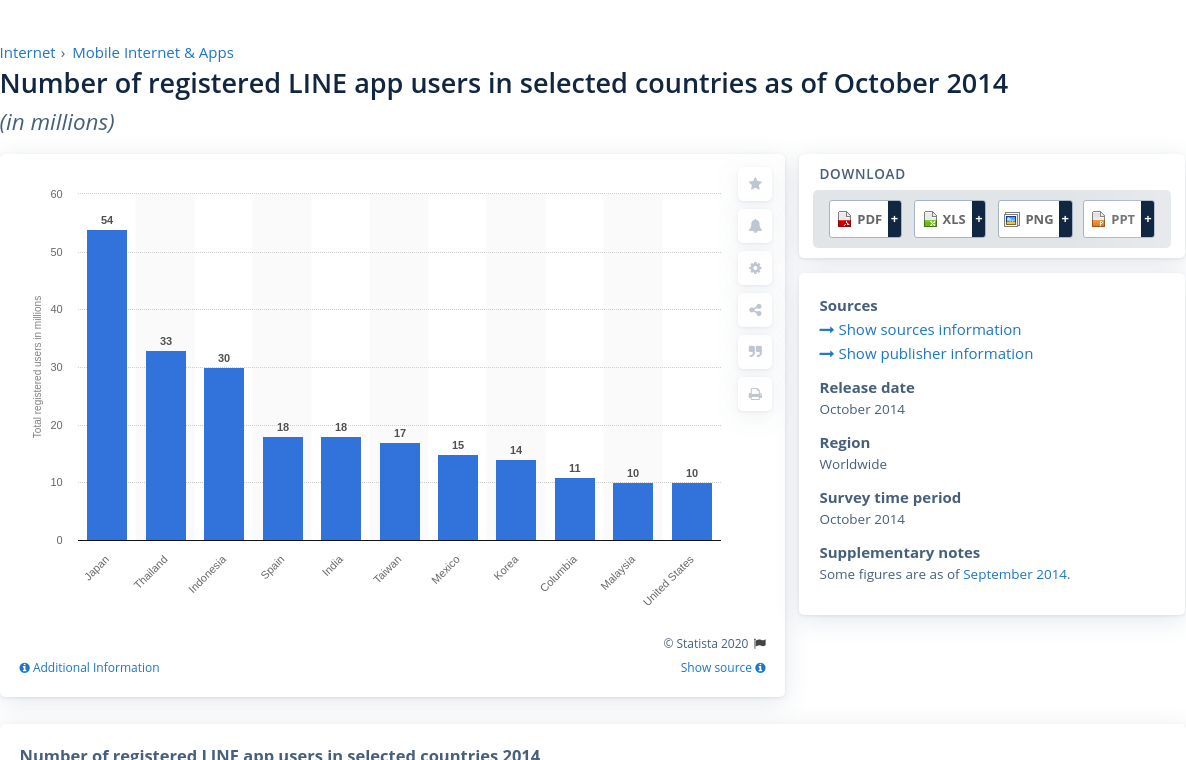 Internet › Mobile Internet & Apps
Number of registered LINE app users in selected countries as of October 2014
(in millions)
DOWNLOAD
PDF +
XLS +
PNG +
PPT +
Total registered users in millions
60
50
40
30
20
10
0
54
33
30
18
18
17
15
14
11
10
10
Japan
Thailand
Indonesia
Spain
India
Taiwan
Mexico
Korea
Columbia
Malaysia
United States
© Statista 2020
Additional Information
Show source
Sources
Show sources information
Show publisher information
Release date
October 2014
Region
Worldwide
Survey time period
October 2014
Supplementary notes
Some figures are as of September 2014.
Number of registered LINE app users in selected countries 2014